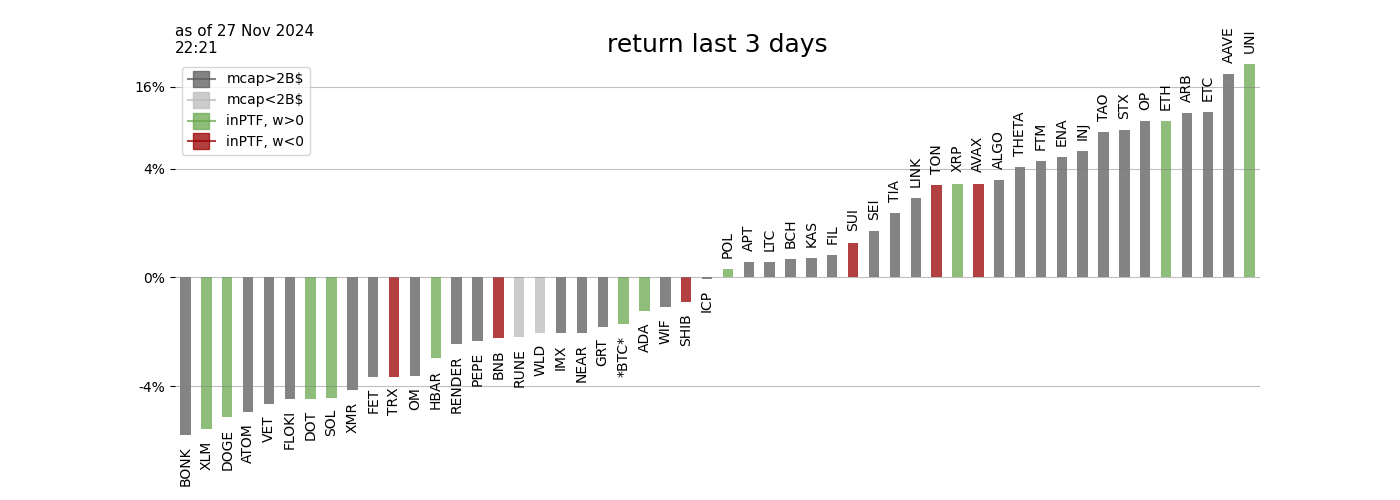 as of 27 Nov 2024
22:21
return last 3 days
mcap>2B$
mcap<2B$
inPTF, w>0
inPTF, w<0
16%
4%
0%
-4%
BONK
XLM
DOGE
ATOM
VET
FLOKI
DOT
SOL
XMR
FET
TRX
OM
HBAR
RENDER
PEPE
BNB
RUNE
WLD
IMX
NEAR
GRT
*BTC*
ADA
WIF
SHIB
ICP
POL
APT
LTC
BCH
KAS
FIL
SUI
SEI
TIA
LINK
TON
XRP
AVAX
ALGO
THETA
FTM
ENA
INJ
TAO
STX
OP
ETH
ARB
ETC
AAVE
UNI